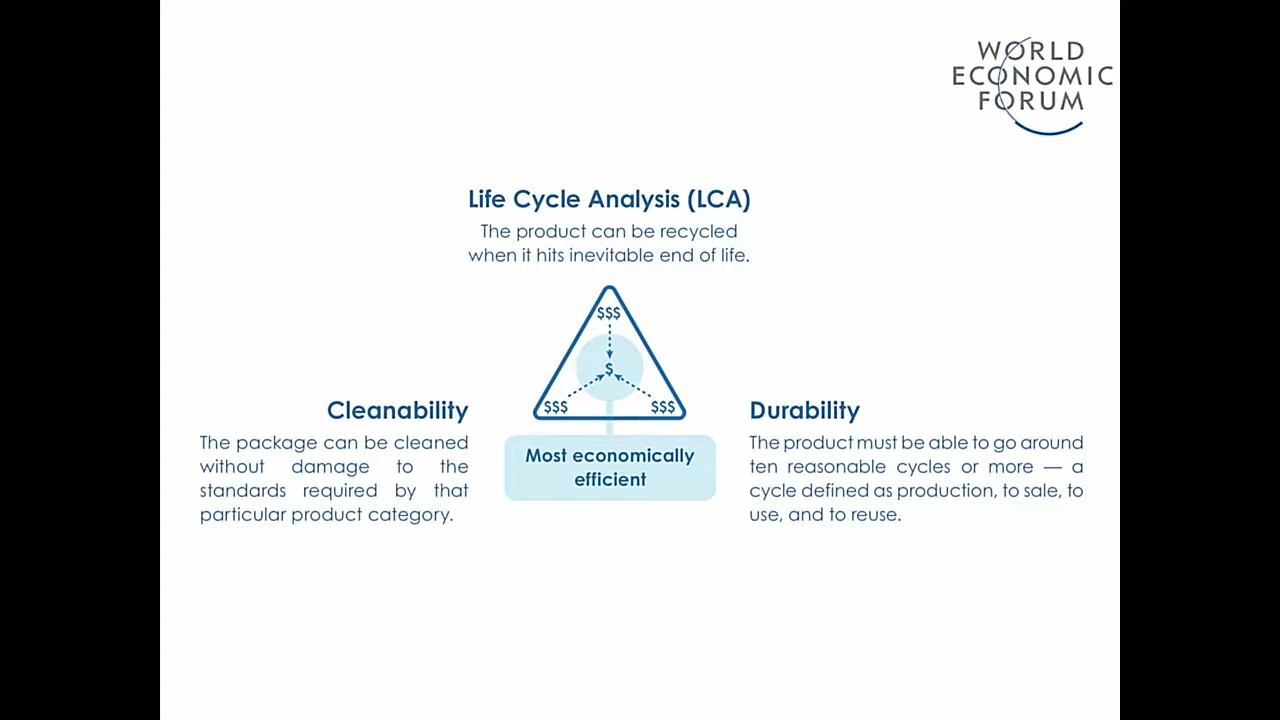 WORLD
ECONOMIC
FORUM
Life Cycle Analysis (LCA)
The product can be recycled
when it hits inevitable end of life.
$$$
$
$$$
$$$
Cleanability
The package can be cleaned
without damage to the
standards required by that
particular product category.
Most economically
efficient
Durability
The product must be able to go around
ten reasonable cycles or more — a
cycle defined as production, to sale, to
use, and to reuse.